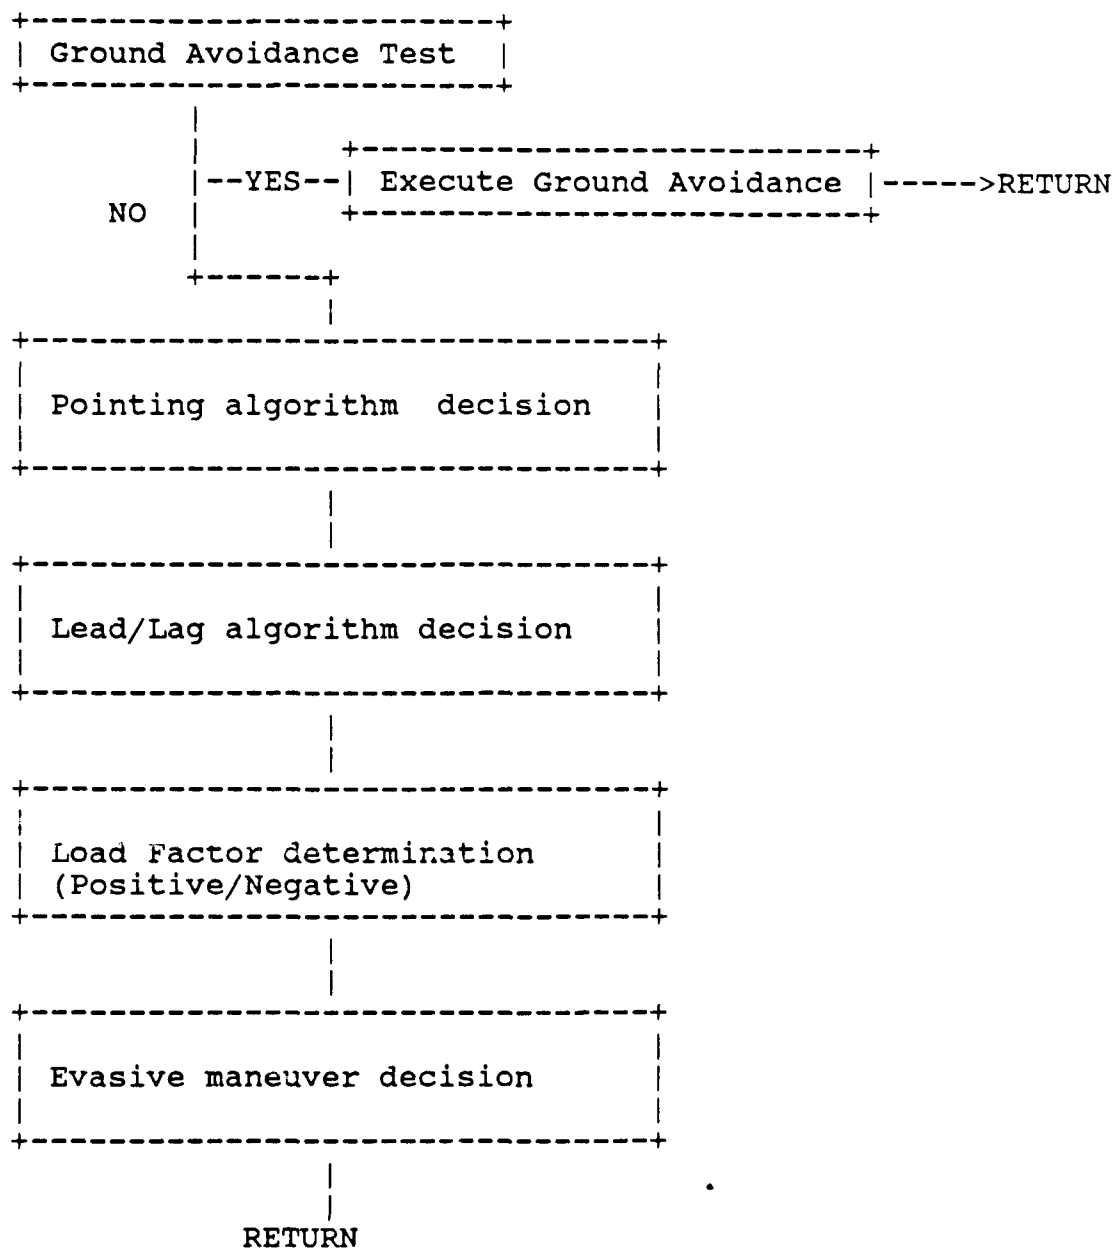 Ground Avoidance Test
--YES--
Execute Ground Avoidance
----->RETURN
NO
Pointing algorithm decision
Lead/Lag algorithm decision
Load Factor determination
(Positive/Negative)
Evasive maneuver decision
RETURN